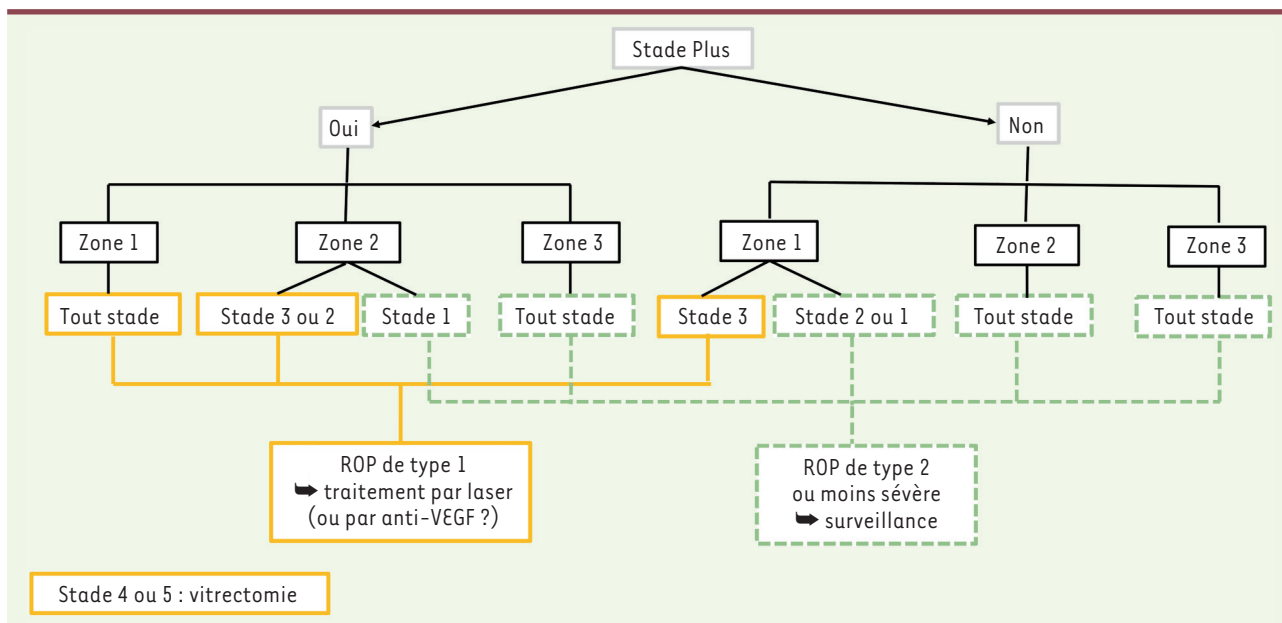 Stade Plus
Oui
Non
Zone 1
Zone 2
Zone 3
Zone 1
Zone 2
Zone 3
Tout stade
Stade 3 ou 2
Stade 1
Tout stade
Stade 3
Stade 2 ou 1
Tout stade
Tout stade
ROP de type 1
➥ traitement par laser
(ou par anti-VEGF ?)
ROP de type 2
ou moins sévère
➥ surveillance
Stade 4 ou 5 : vitrectomie